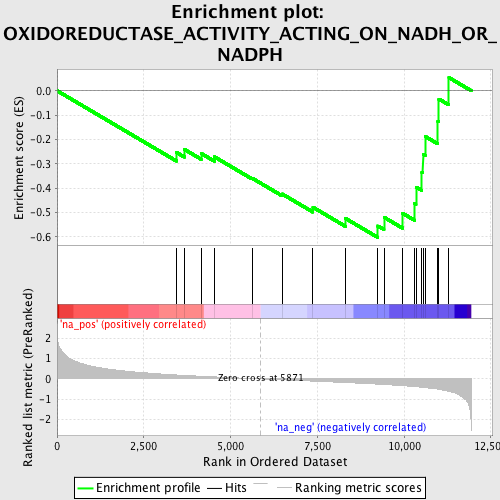 Enrichment plot:
OXIDOREDUCTASE_ACTIVITY_ACTING_ON_NADH_OR_
NADPH
Enrichment score (ES)
0.0
-0.1
-0.2
-0.3
-0.4
-0.5
-0.6
'na_pos' (positively correlated)
Ranked list metric (PreRanked)
2
1
0
-1
-2
Zero cross at 5871
'na_neg' (negatively correlated)
0
2,500
5,000
7,500
10,000
12,500
Rank in Ordered Dataset
Enrichment profile
Hits
Ranking metric scores